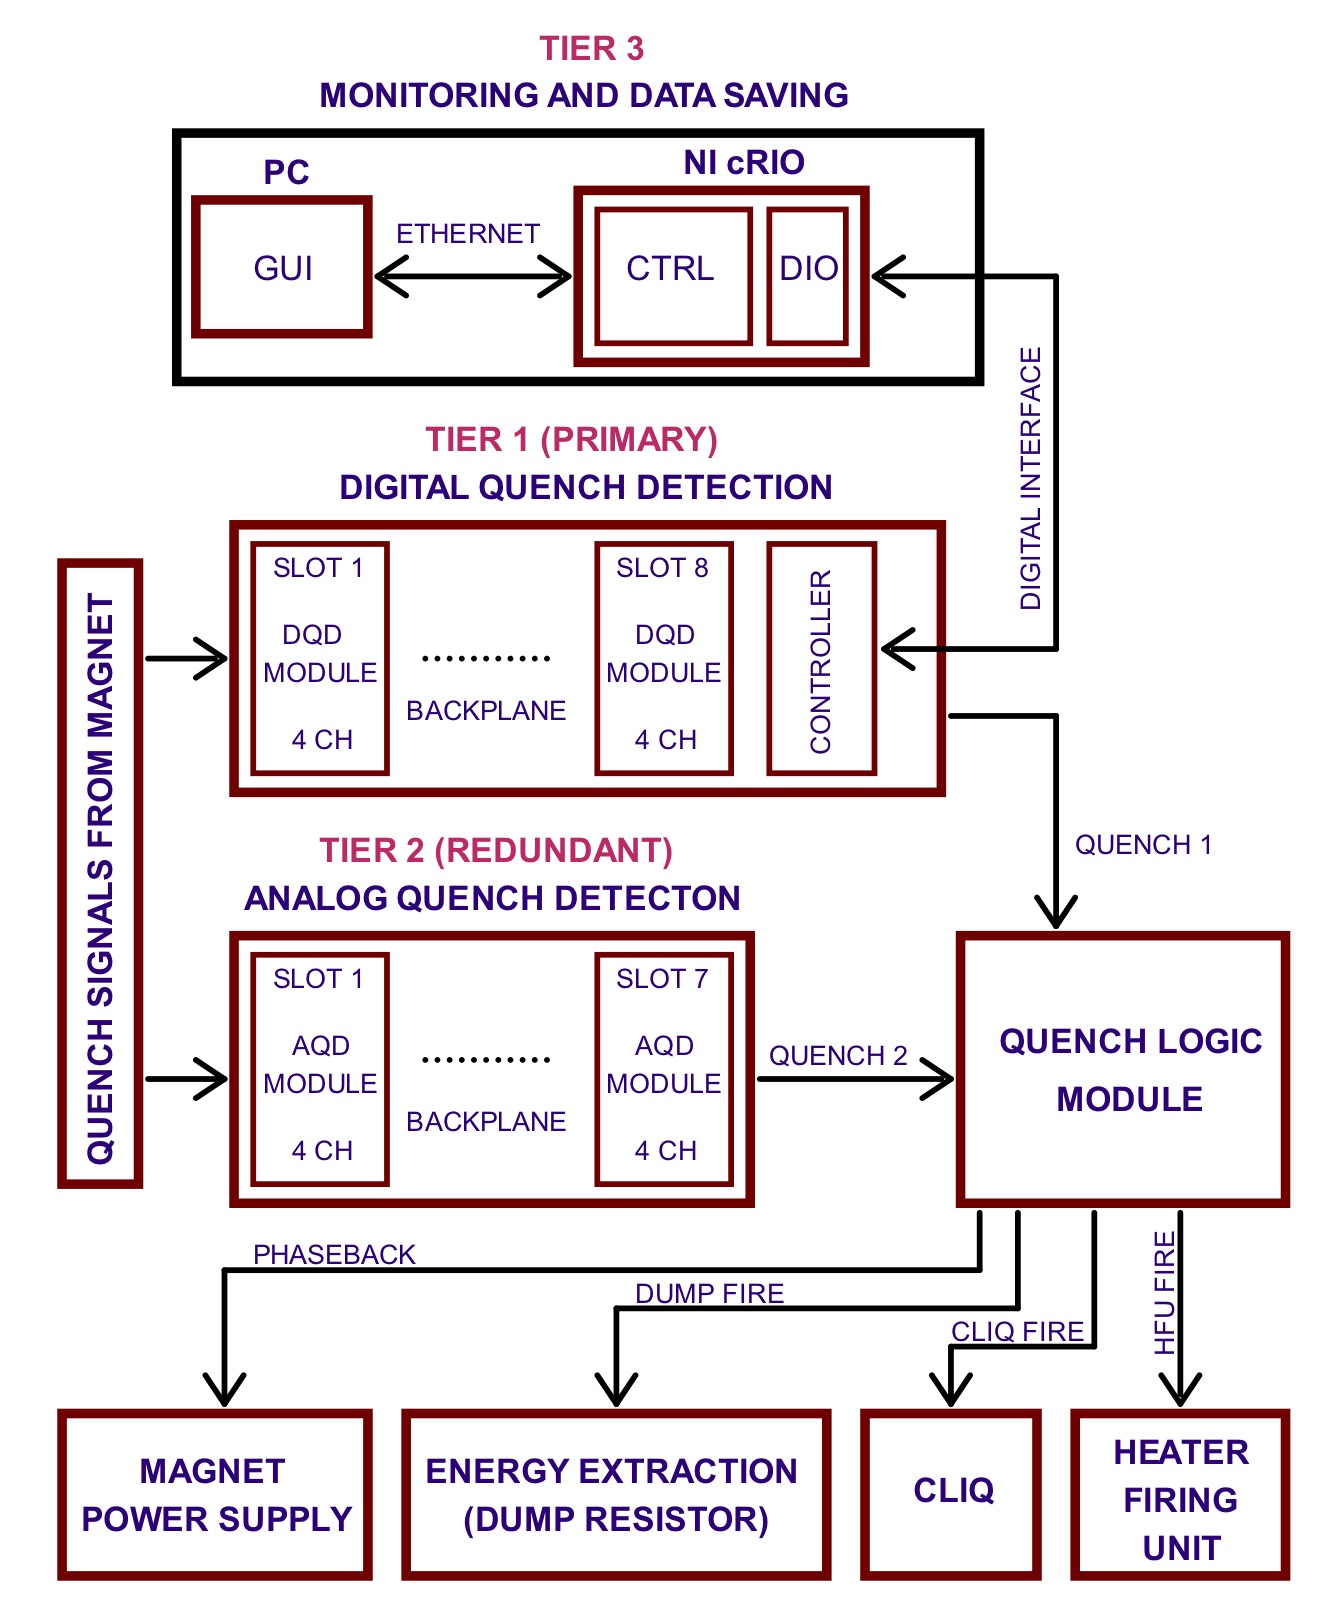 TIER 3
MONITORING AND DATA SAVING
PC
NI cRIO
GUI
ETHERNET
CTRL
DIO
DIGITAL INTERFACE
TIER 1 (PRIMARY)
DIGITAL QUENCH DETECTION
QUENCH SIGNALS FROM MAGNET
SLOT 1
DQD
MODULE
4 CH
...........
BACKPLANE
SLOT 8
DQD
MODULE
4 CH
CONTROLLER
QUENCH 1
TIER 2 (REDUNDANT)
ANALOG QUENCH DETECTON
SLOT 1
AQD
MODULE
4 CH
...........
BACKPLANE
SLOT 7
AQD
MODULE
4 CH
QUENCH 2
QUENCH LOGIC
MODULE
PHASEBACK
DUMP FIRE
CLIQ FIRE
HFU FIRE
MAGNET
POWER SUPPLY
ENERGY EXTRACTION
(DUMP RESISTOR)
CLIQ
HEATER
FIRING
UNIT